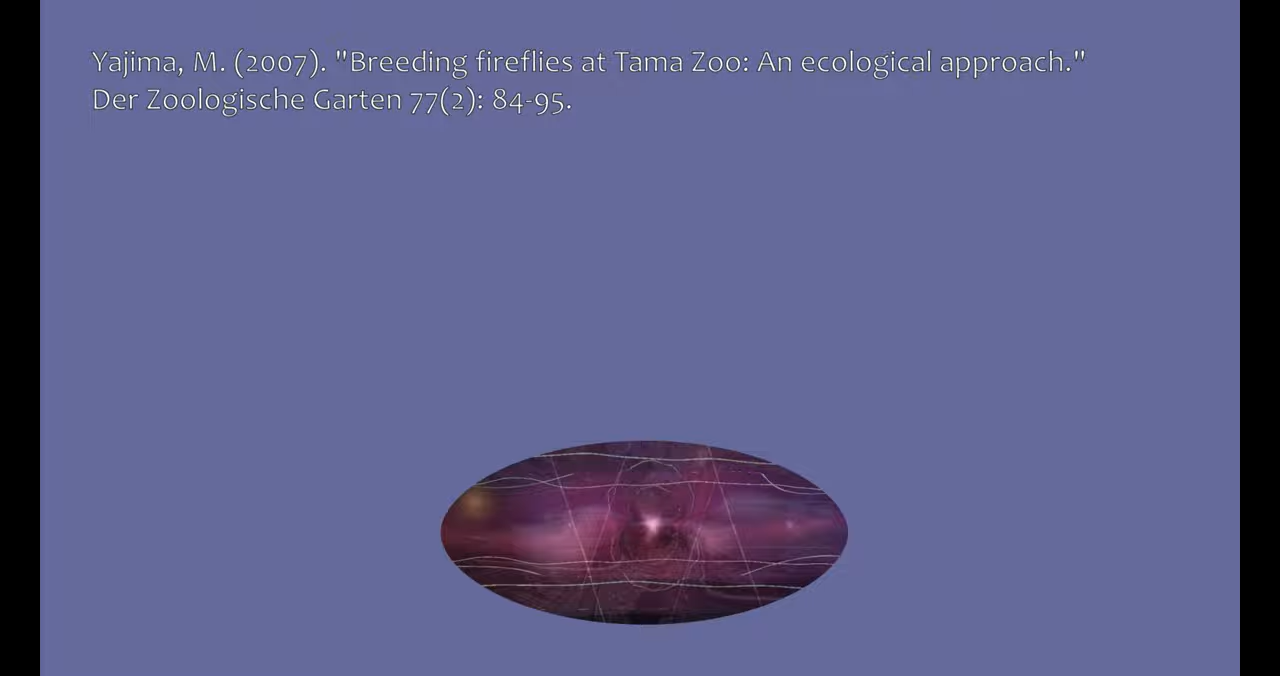 Yajima, M. (2007). "Breeding fireflies at Tama Zoo: An ecological approach."
Der Zoologische Garten 77(2): 84-95.